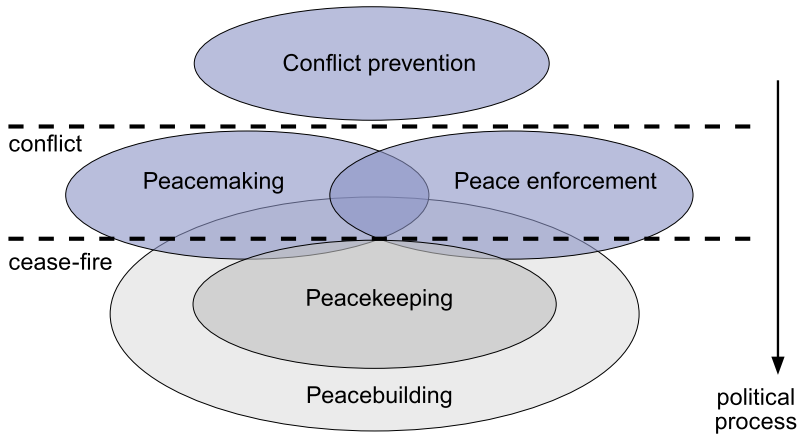 Conflict prevention
conflict
Peacemaking
Peace enforcement
cease-fire
Peacekeeping
Peacebuilding
political
process